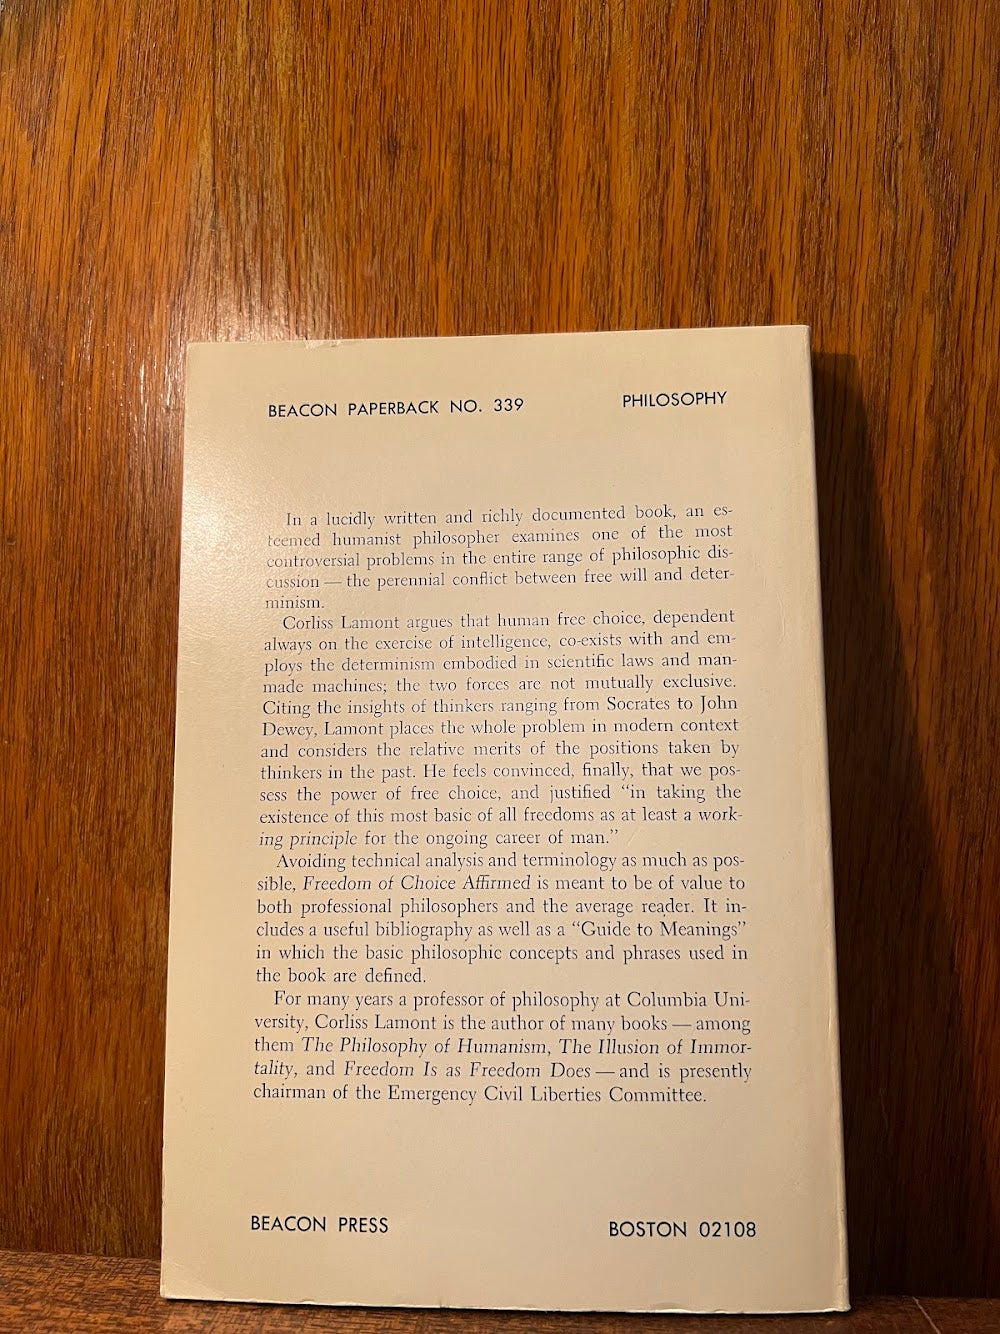 BEACON PAPERBACK NO. 339 PHILOSOPHY
In a lucidly written and richly documented book, an es-
teemed humanist philosopher examines one of the most
controversial problems in the entire range of philosophic dis-
cussion — the perennial conflict between free will and deter-
minism.
Corliss Lamont argues that human free choice, dependent
always on the exercise of intelligence, co-exists with and em-
ploys the determinism embodied in scientific laws and man-
made machines; the two forces are not mutually exclusive.
Citing the insights of thinkers ranging from Socrates to John
Dewey, Lamont places the whole problem in modern context
and considers the relative merits of the positions taken by
thinkers in the past. He feels convinced, finally, that we pos-
sess the power of free choice, and justified “in taking the
existence of this most basic of all freedoms as at least a work-
ing principle for the ongoing career of man.”
Avoiding technical analysis and terminology as much as pos-
sible, Freedom of Choice Affirmed is meant to be of value to
both professional philosophers and the average reader. It in-
cludes a useful bibliography as well as a “Guide to Meanings”
in which the basic philosophic concepts and phrases used in
the book are defined.
For many years a professor of philosophy at Columbia Uni-
versity, Corliss Lamont is the author of many books — among
them The Philosophy of Humanism, The Illusion of Immor-
tality, and Freedom Is as Freedom Does — and is presently
chairman of the Emergency Civil Liberties Committee.
BEACON PRESS BOSTON 02108